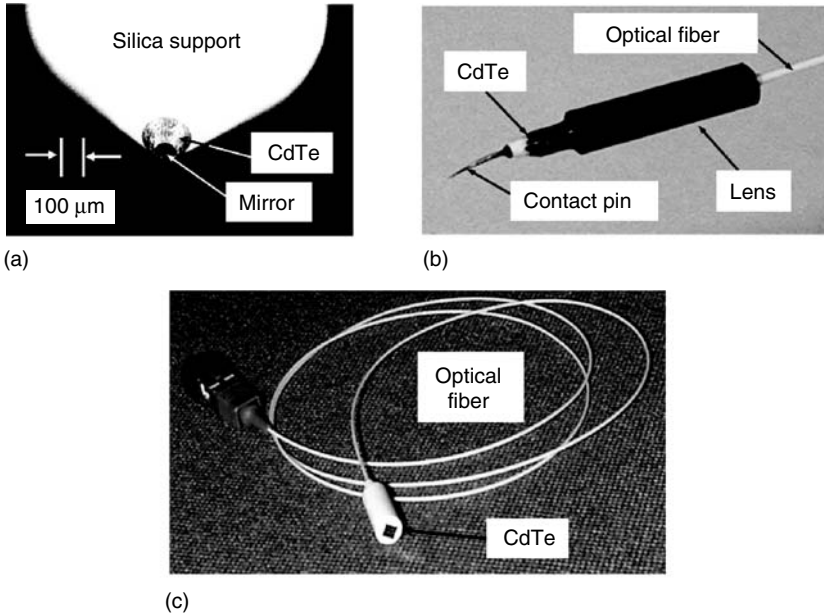 Silica support
CdTe
Mirror
100 μm
(a)
Optical fiber
CdTe
Lens
Contact pin
(b)
Optical
fiber
CdTe
(c)